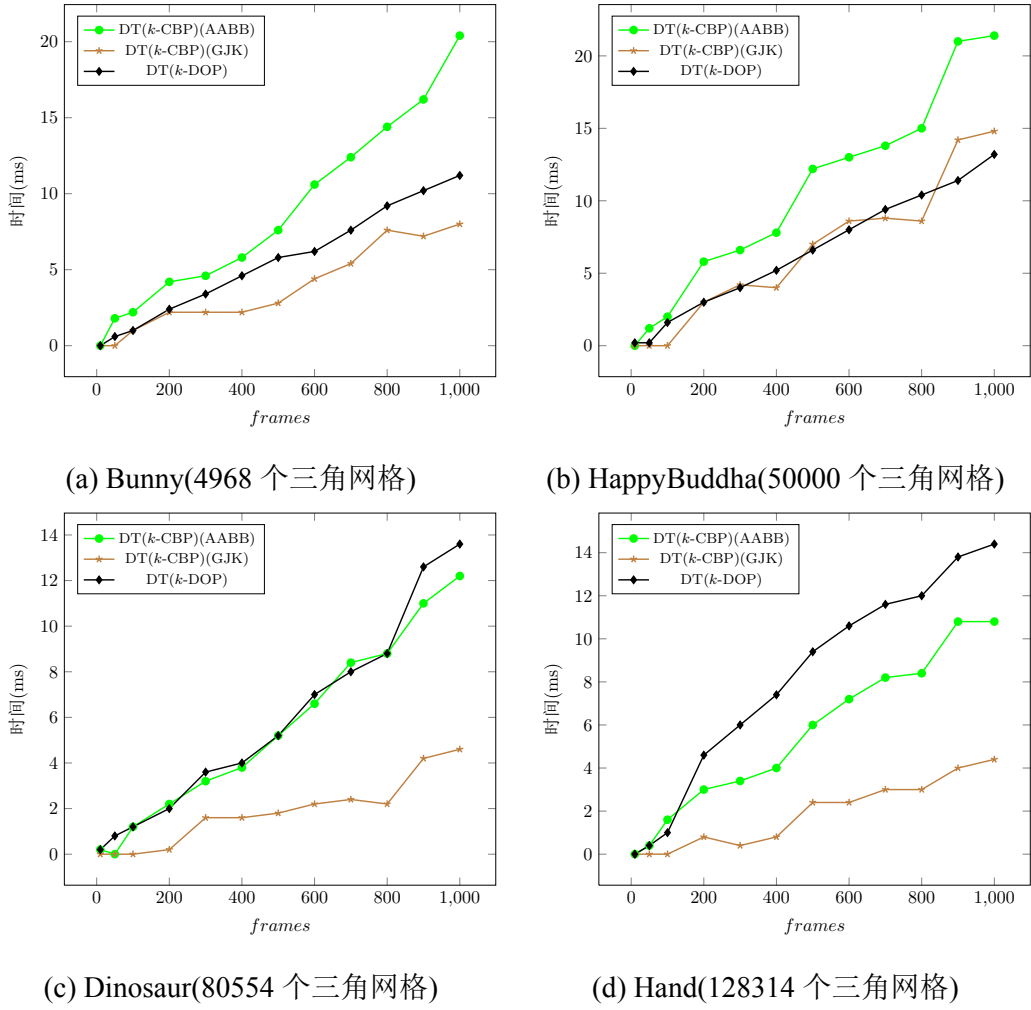 DT(k-CBP)(AABB)
DT(k-CBP)(GJK)
DT(k-DOP)
20
15
10
5
0
时间(ms)
0 200 400 600 800 1,000
frames
(a) Bunny(4968 个三角网格)
DT(k-CBP)(AABB)
DT(k-CBP)(GJK)
DT(k-DOP)
20
15
10
5
0
时间(ms)
0 200 400 600 800 1,000
frames
(b) HappyBuddha(50000 个三角网格)
DT(k-CBP)(AABB)
DT(k-CBP)(GJK)
DT(k-DOP)
14
12
10
8
6
4
2
0
时间(ms)
0 200 400 600 800 1,000
frames
(c) Dinosaur(80554 个三角网格)
DT(k-CBP)(AABB)
DT(k-CBP)(GJK)
DT(k-DOP)
14
12
10
8
6
4
2
0
时间(ms)
0 200 400 600 800 1,000
frames
(d) Hand(128314 个三角网格)